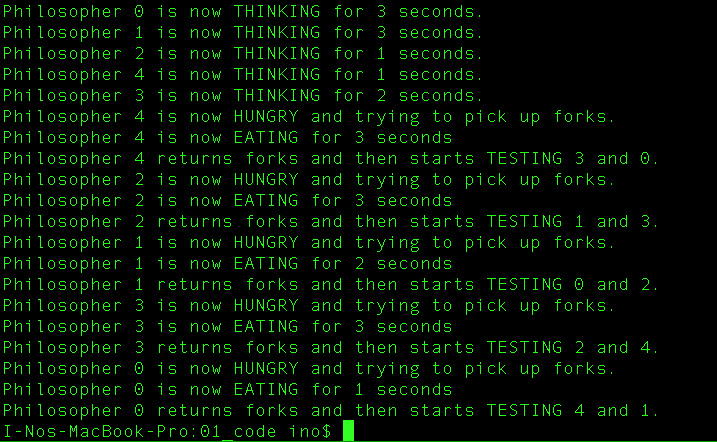 Philosopher 0 is now THINKING for 3 seconds.
Philosopher 1 is now THINKING for 3 seconds.
Philosopher 2 is now THINKING for 1 seconds.
Philosopher 4 is now THINKING for 1 seconds.
Philosopher 3 is now THINKING for 2 seconds.
Philosopher 4 is now HUNGRY and trying to pick up forks.
Philosopher 4 is now EATING for 3 seconds
Philosopher 4 returns forks and then starts TESTING 3 and 0.
Philosopher 2 is now HUNGRY and trying to pick up forks.
Philosopher 2 is now EATING for 3 seconds
Philosopher 2 returns forks and then starts TESTING 1 and 3.
Philosopher 1 is now HUNGRY and trying to pick up forks.
Philosopher 1 is now EATING for 2 seconds
Philosopher 1 returns forks and then starts TESTING 0 and 2.
Philosopher 3 is now HUNGRY and trying to pick up forks.
Philosopher 3 is now EATING for 3 seconds
Philosopher 3 returns forks and then starts TESTING 2 and 4.
Philosopher 0 is now HUNGRY and trying to pick up forks.
Philosopher 0 is now EATING for 1 seconds
Philosopher 0 returns forks and then starts TESTING 4 and 1.
I-Nos-MacBook-Pro:01_code ino$